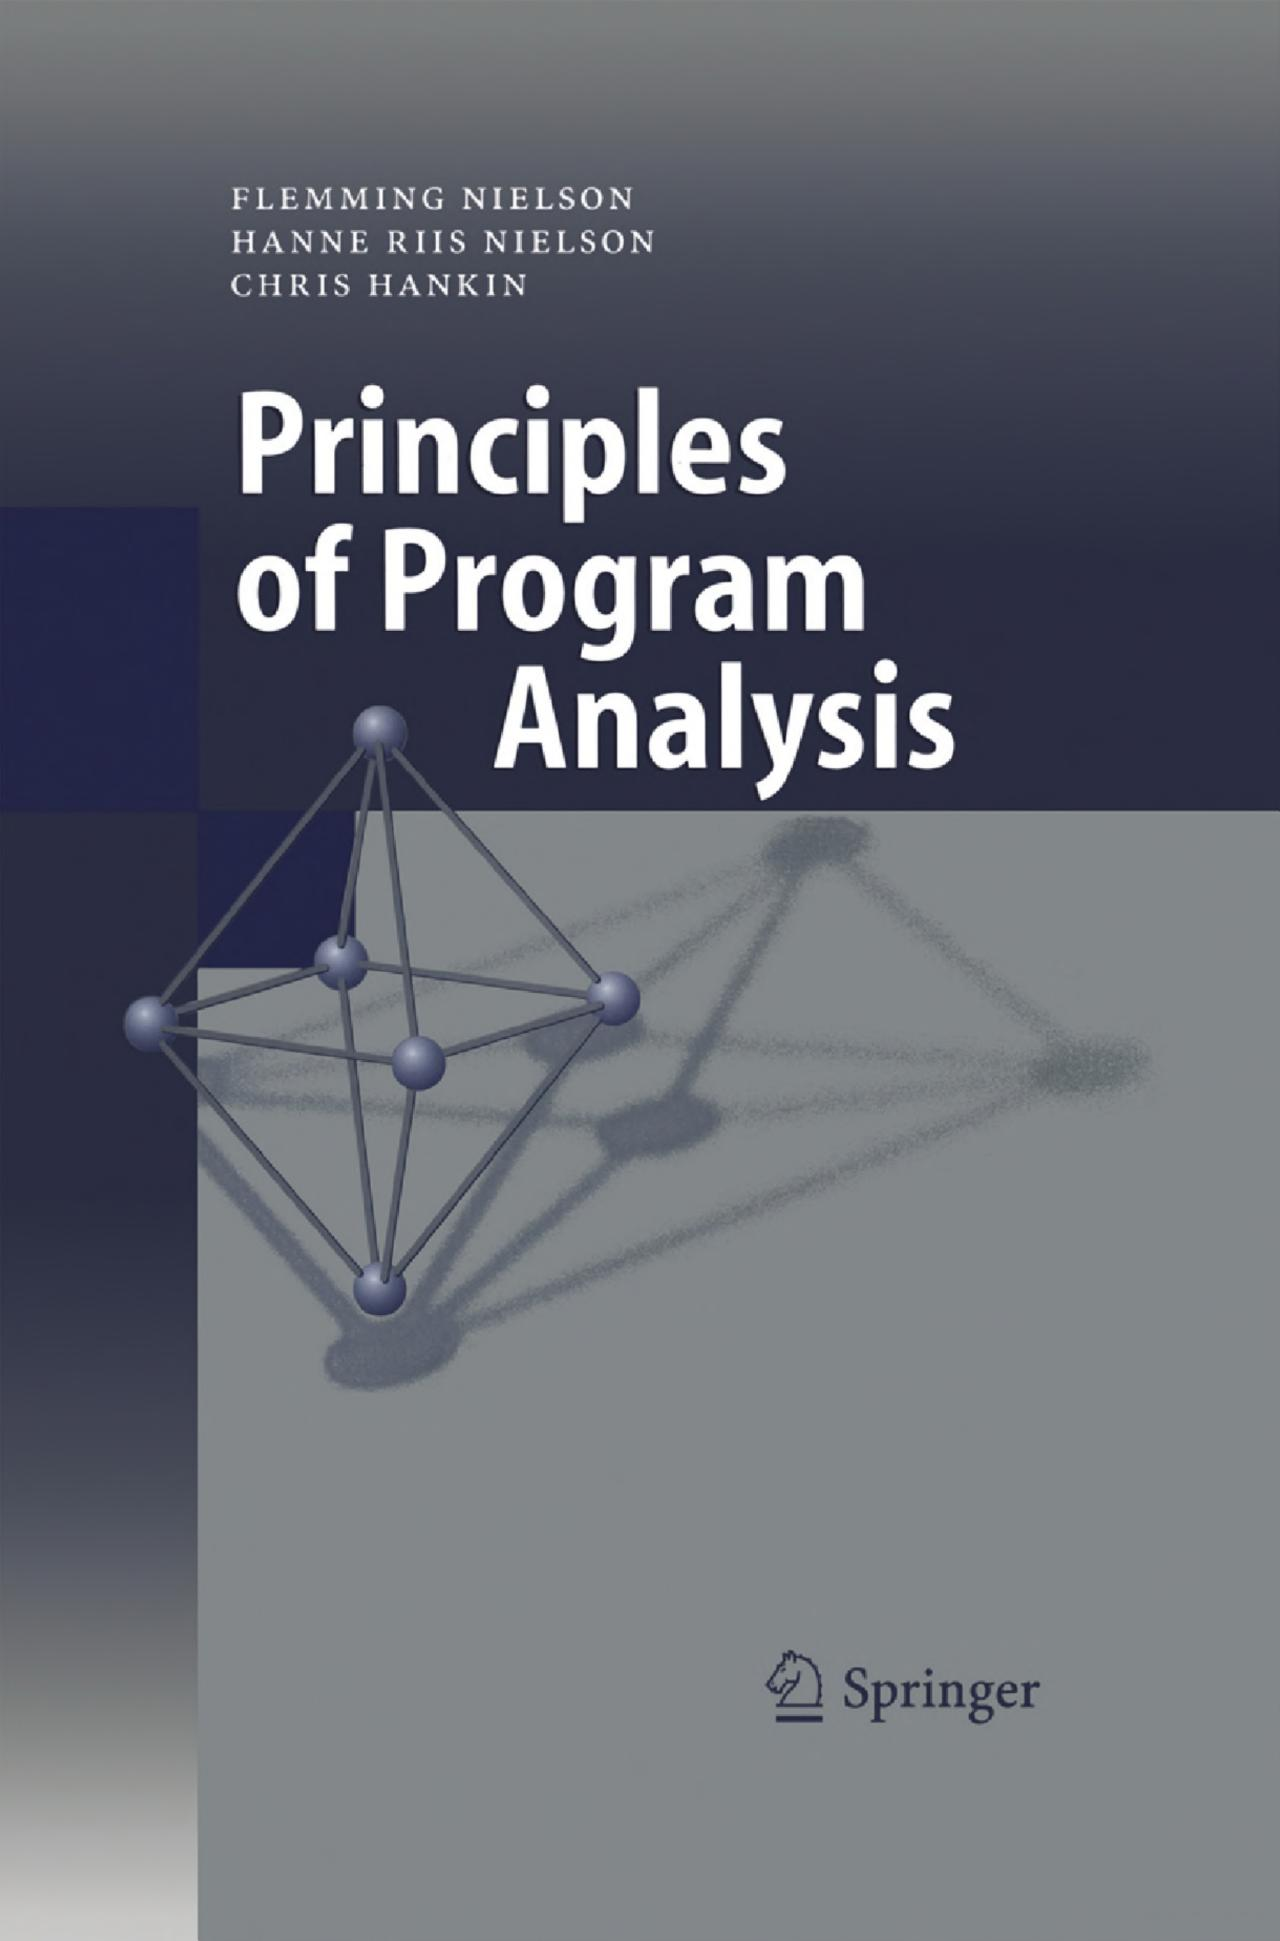 FLEMMING NIELSON
HANNE RIIS NIELSON
CHRIS HANKIN
Principles
of Program
Analysis
Springer